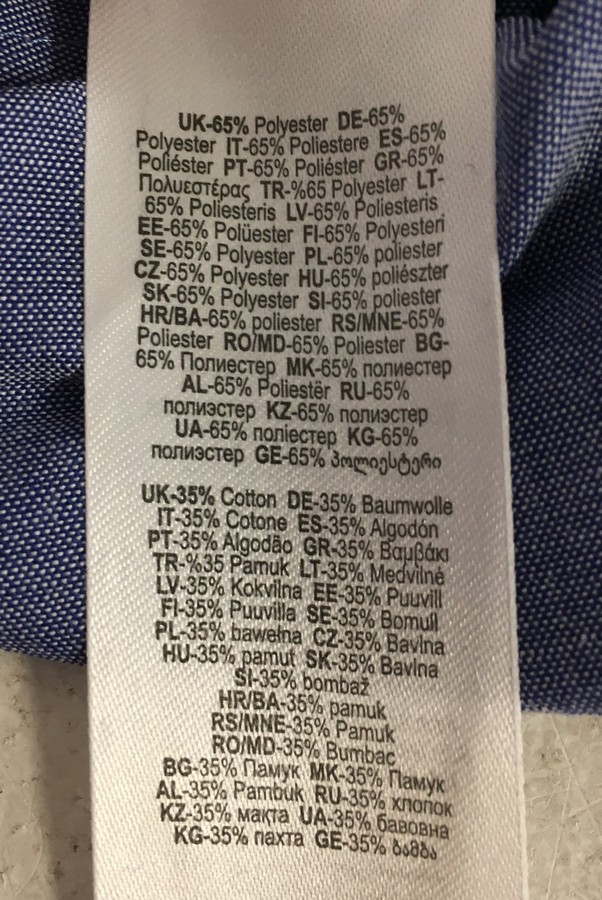 UK-65% Polyester DE-65%
Polyester IT-65% Poliestere ES-65%
Poliéster PT-65% Poliéster GR-65%
Πολυεστέρας TR-%65 Polyester LT-
65% Poliesteris LV-65% Poliesteris
EE-65% Polüester FI-65% Polyesteri
SE-65% Polyester PL-65% poliester
CZ-65% Polyester HU-65% poliészter
SK-65% Polyester SI-65% poliester
HR/BA-65% poliester RS/MNE-65%
Poliester RO/MD-65% Poliester BG-
65% Полиестер MK-65% полиестер
AL-65% Poliestër RU-65%
полиэстер KZ-65% полиэстер
UA-65% поліестер KG-65%
полиэстер GE-65% პოლიესტერი
UK-35% Cotton DE-35% Baumwolle
IT-35% Cotone ES-35% Algodón
PT-35% Algodão GR-35% Βαμβάκι
TR-%35 Pamuk LT-35% Medvilnė
LV-35% Kokvilna EE-35% Puuvill
FI-35% Puuvilla SE-35% Bomull
PL-35% bawełna CZ-35% Bavlna
HU-35% pamut SK-35% Bavlna
SI-35% bombaž
HR/BA-35% pamuk
RS/MNE-35% Pamuk
RO/MD-35% Bumbac
BG-35% Памук MK-35% Памук
AL-35% Pambuk RU-35% хлопок
KZ-35% мақта UA-35% бавовна
KG-35% пахта GE-35% ბამბა